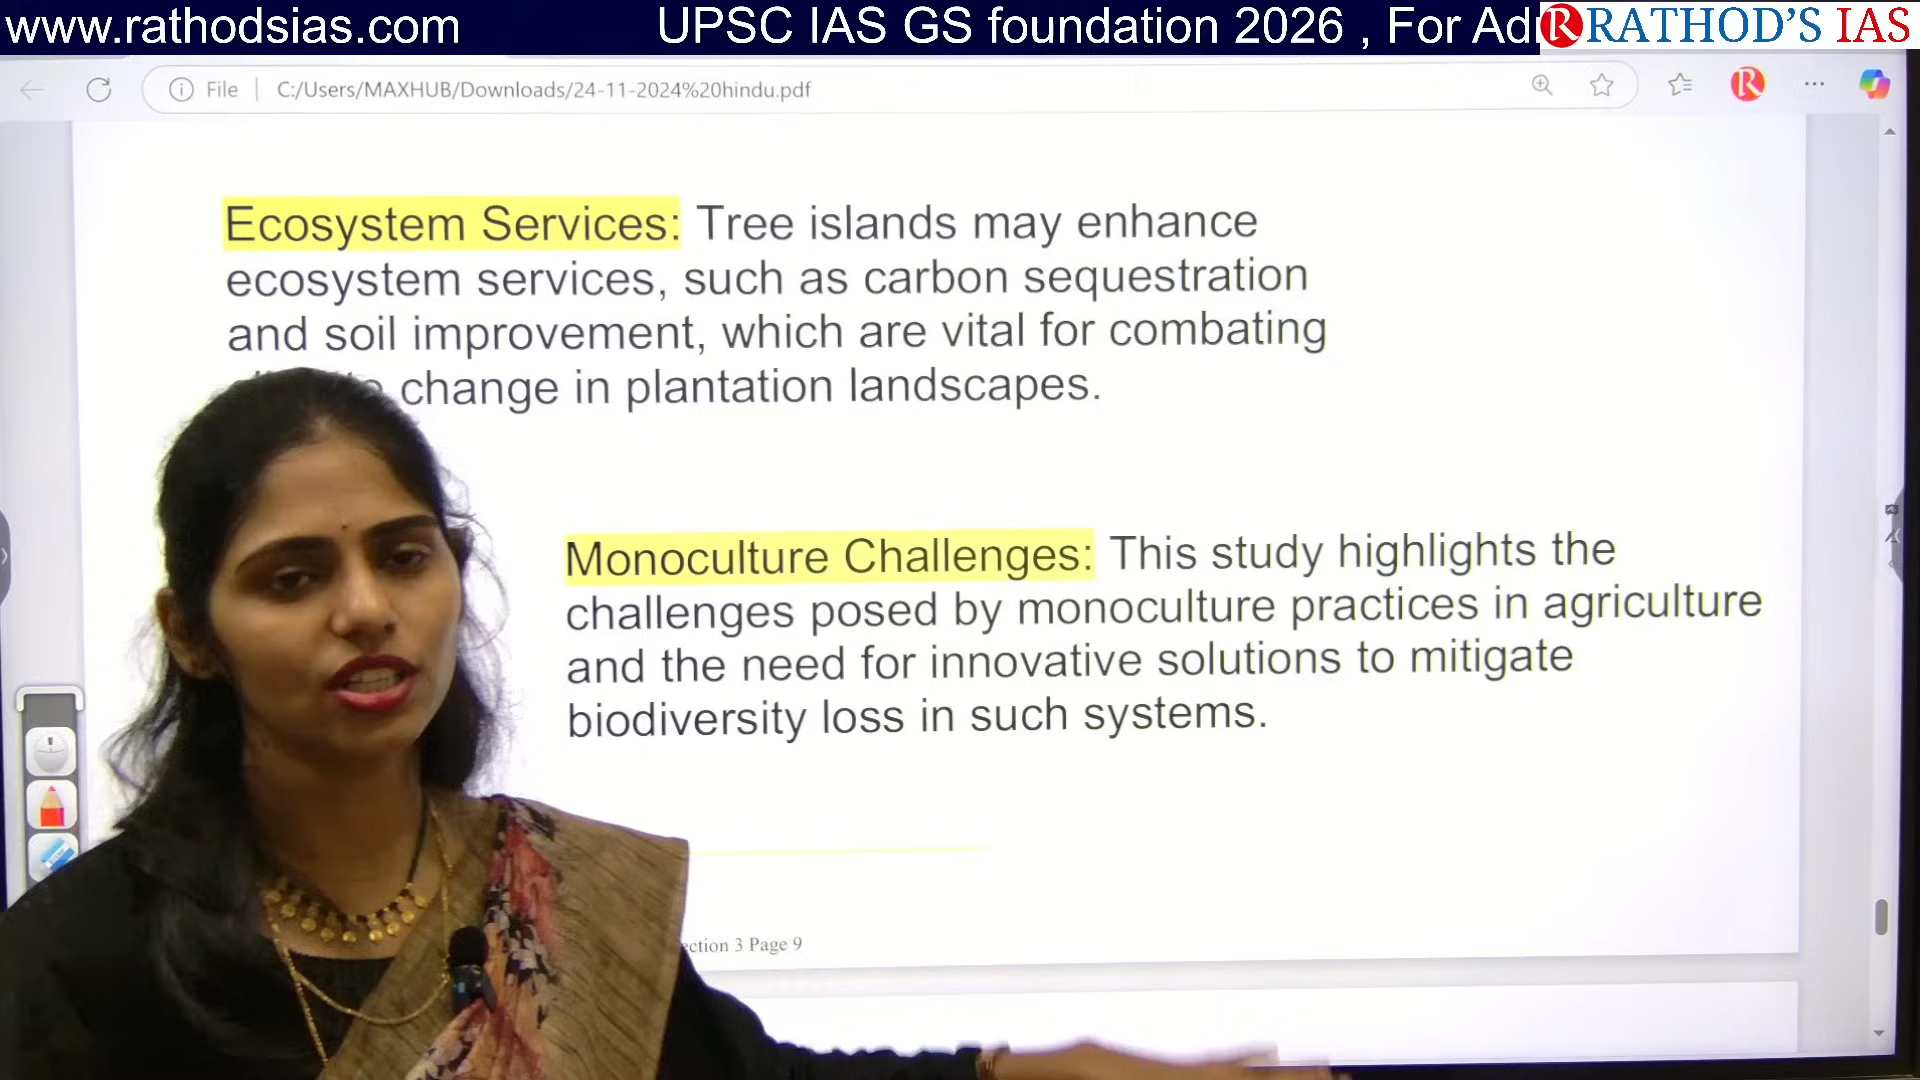 www.rathodsias.com
UPSC IAS GS foundation 2026 , For Ad
R RATHOD'S IAS
File
C:/Users/MAXHUB/Downloads/24-11-2024%20hindu.pdf
R
Ecosystem Services: Tree islands may enhance
ecosystem services, such as carbon sequestration
and soil improvement, which are vital for combating
change in plantation landscapes.
Monoculture Challenges: This study highlights the
challenges posed by monoculture practices in agriculture
and the need for innovative solutions to mitigate
biodiversity loss in such systems.
ction 3 Page 9